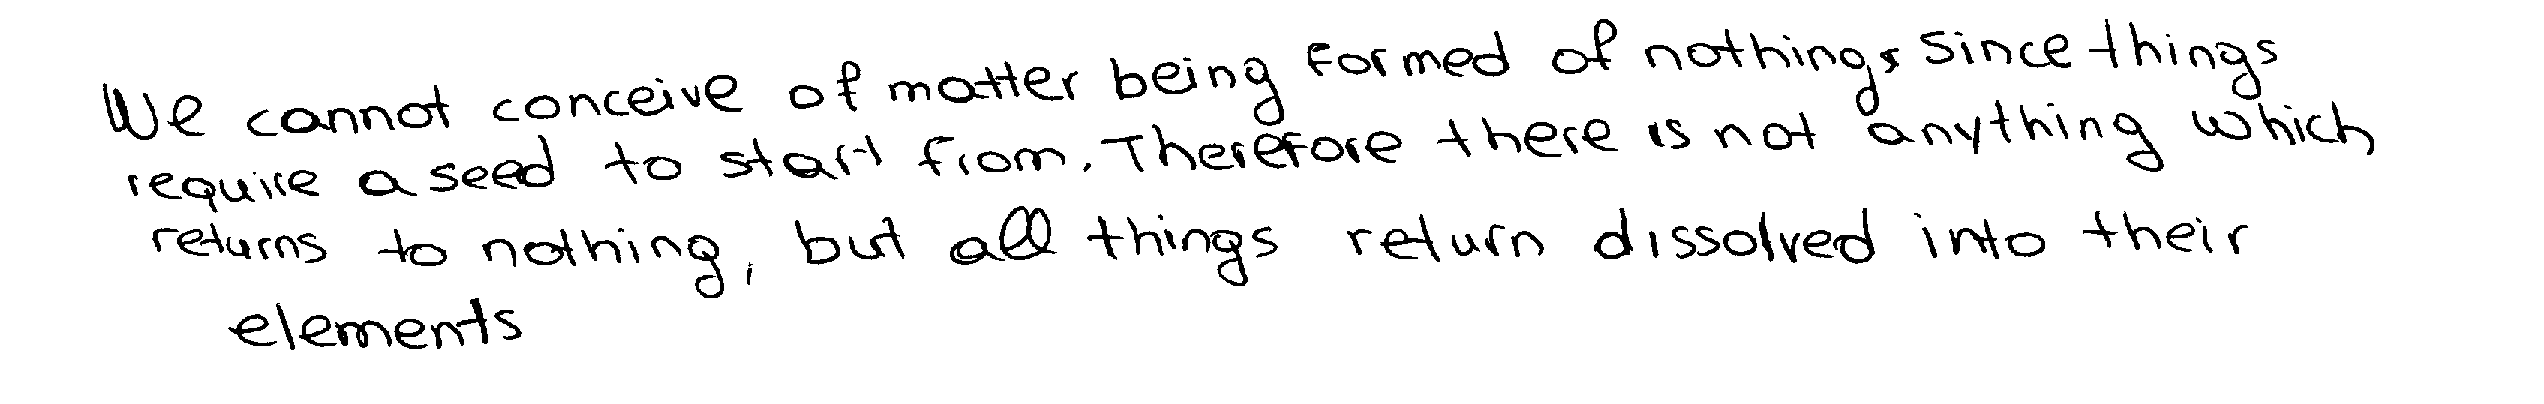 We cannot conceive of matter being formed of nothing, since things
require a seed to start from. Therefore there is not anything which
returns to nothing, but all things return dissolved into their
elements